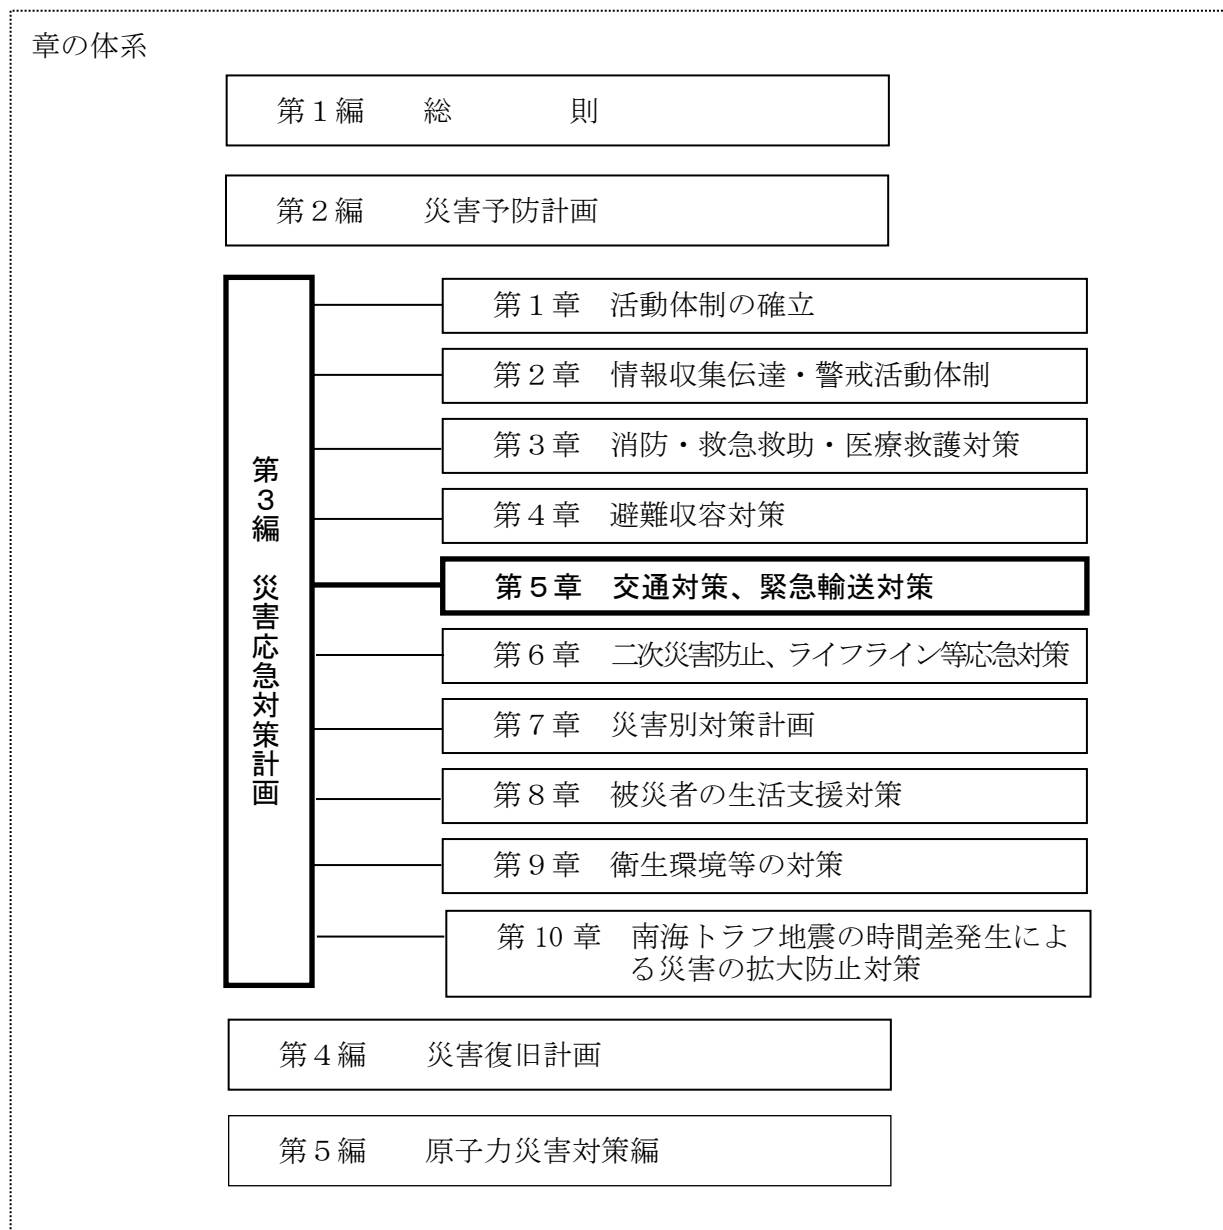 章の体系
第１編　　総　　　則
第２編　　災害予防計画
第３編　災害応急対策計画
第１章　活動体制の確立
第２章　情報収集伝達・警戒活動体制
第３章　消防・救急救助・医療救護対策
第４章　避難収容対策
第５章　交通対策、緊急輸送対策
第６章　二次災害防止、ライフライン等応急対策
第７章　災害別対策計画
第８章　被災者の生活支援対策
第９章　衛生環境等の対策
第 10 章　南海トラフ地震の時間差発生によ
る災害の拡大防止対策
第４編　　災害復旧計画
第５編　　原子力災害対策編